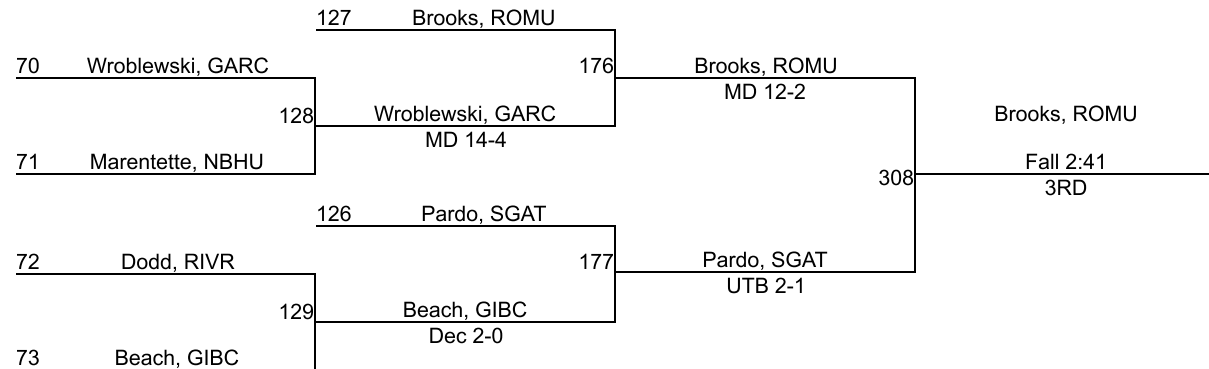 127 Brooks, ROMU
70 Wroblewski, GARC
176 Brooks, ROMU
MD 12-2
128 Wroblewski, GARC
MD 14-4
Brooks, ROMU
71 Marentette, NBHU
Fall 2:41
308
3RD
126 Pardo, SGAT
72 Dodd, RIVR
177 Pardo, SGAT
UTB 2-1
129 Beach, GIBC
Dec 2-0
73 Beach, GIBC